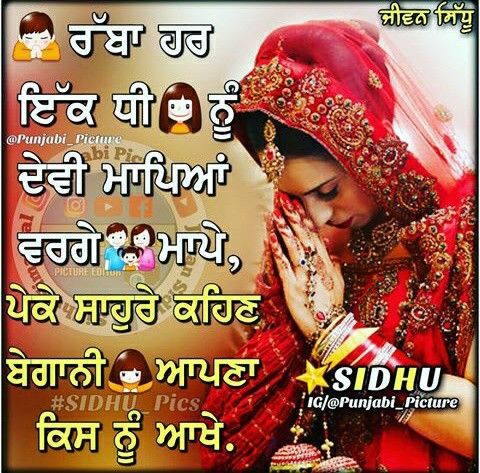 ਜੀਵਨ ਸਿੱਧੂ
ਰੱਬਾ ਹਰ
ਇੱਕ ਧੀ ਨੂੰ
@Punjabi_Picture
ਦੇਵੀ ਮਾਪਿਆਂ
ਵਰਗੇ ਮਾਪੇ,
PICTURE EDITOR
ਪੇਕੇ ਸਾਹੁਰੇ ਕਹਿਣ
ਬੇਗਾਨੀ ਆਪਣਾ
#SIDHU_Pics
ਕਿਸ ਨੂੰ ਆਖੇ.
SIDHU
IG/@Punjabi_Picture